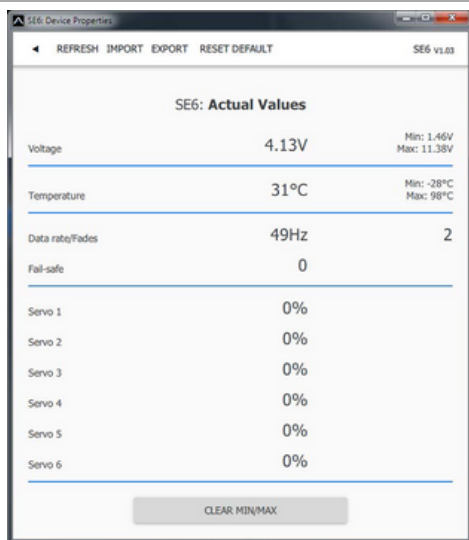 SE6: Device Properties
REFRESH IMPORT EXPORT RESET DEFAULT SE6 v1.03
SE6: Actual Values
Voltage 4.13V Min: 1.46V
Max: 11.38V
Temperature 31°C Min: -28°C
Max: 98°C
Data rate/Fades 49Hz 2
Fail-safe 0
Servo 1 0%
Servo 2 0%
Servo 3 0%
Servo 4 0%
Servo 5 0%
Servo 6 0%
CLEAR MIN/MAX